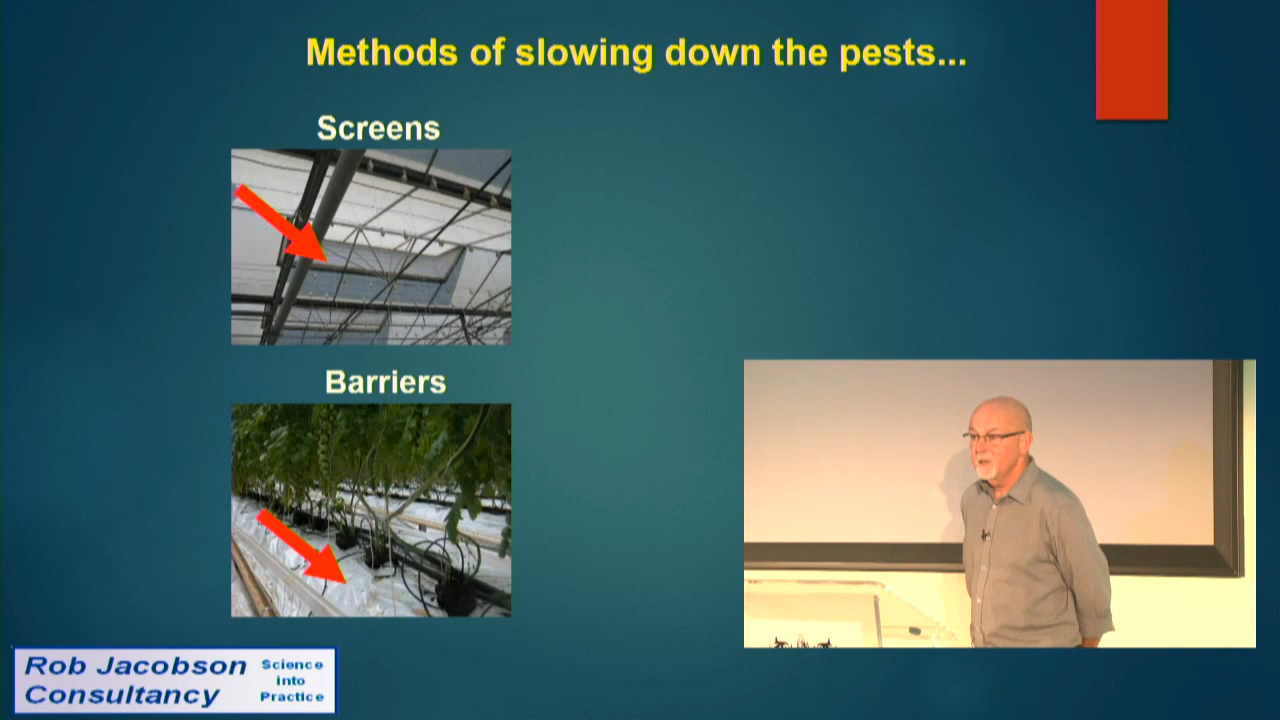 Methods of slowing down the pests...
Screens
Barriers
Rob Jacobson
Consultancy
Science
into
Practice